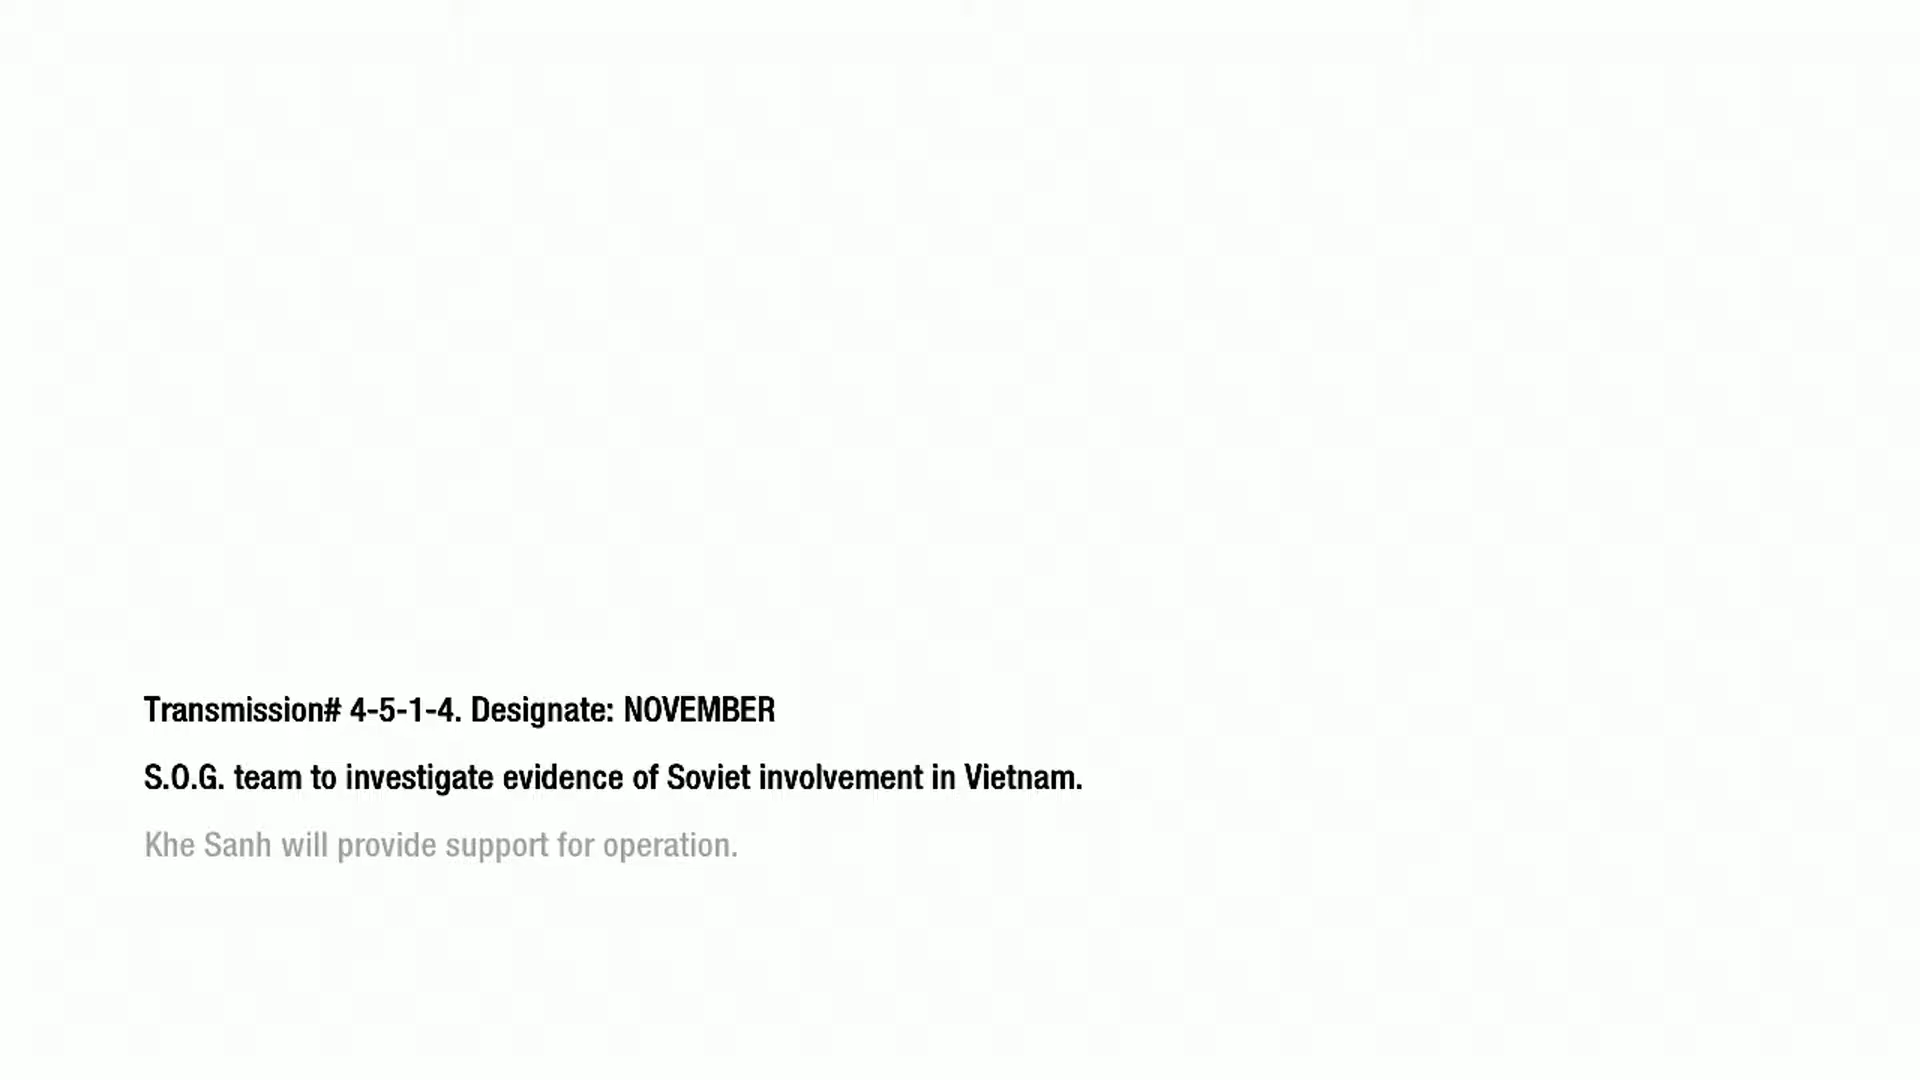 Transmission# 4-5-1-4. Designate: NOVEMBER
S.O.G. team to investigate evidence of Soviet involvement in Vietnam.
Khe Sanh will provide support for operation.